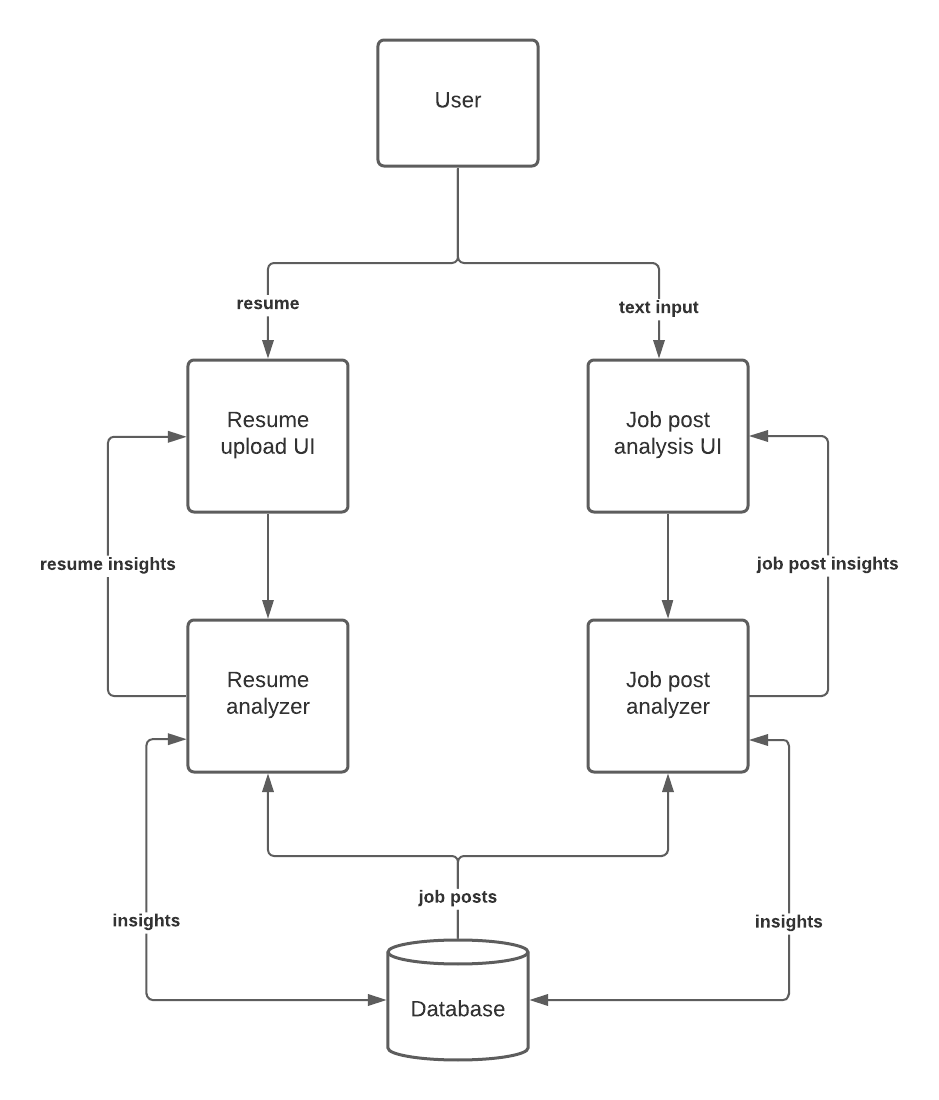 User
resume
text input
Resume
upload UI
Job post
analysis UI
resume insights
job post insights
Resume
analyzer
Job post
analyzer
job posts
insights
insights
Database